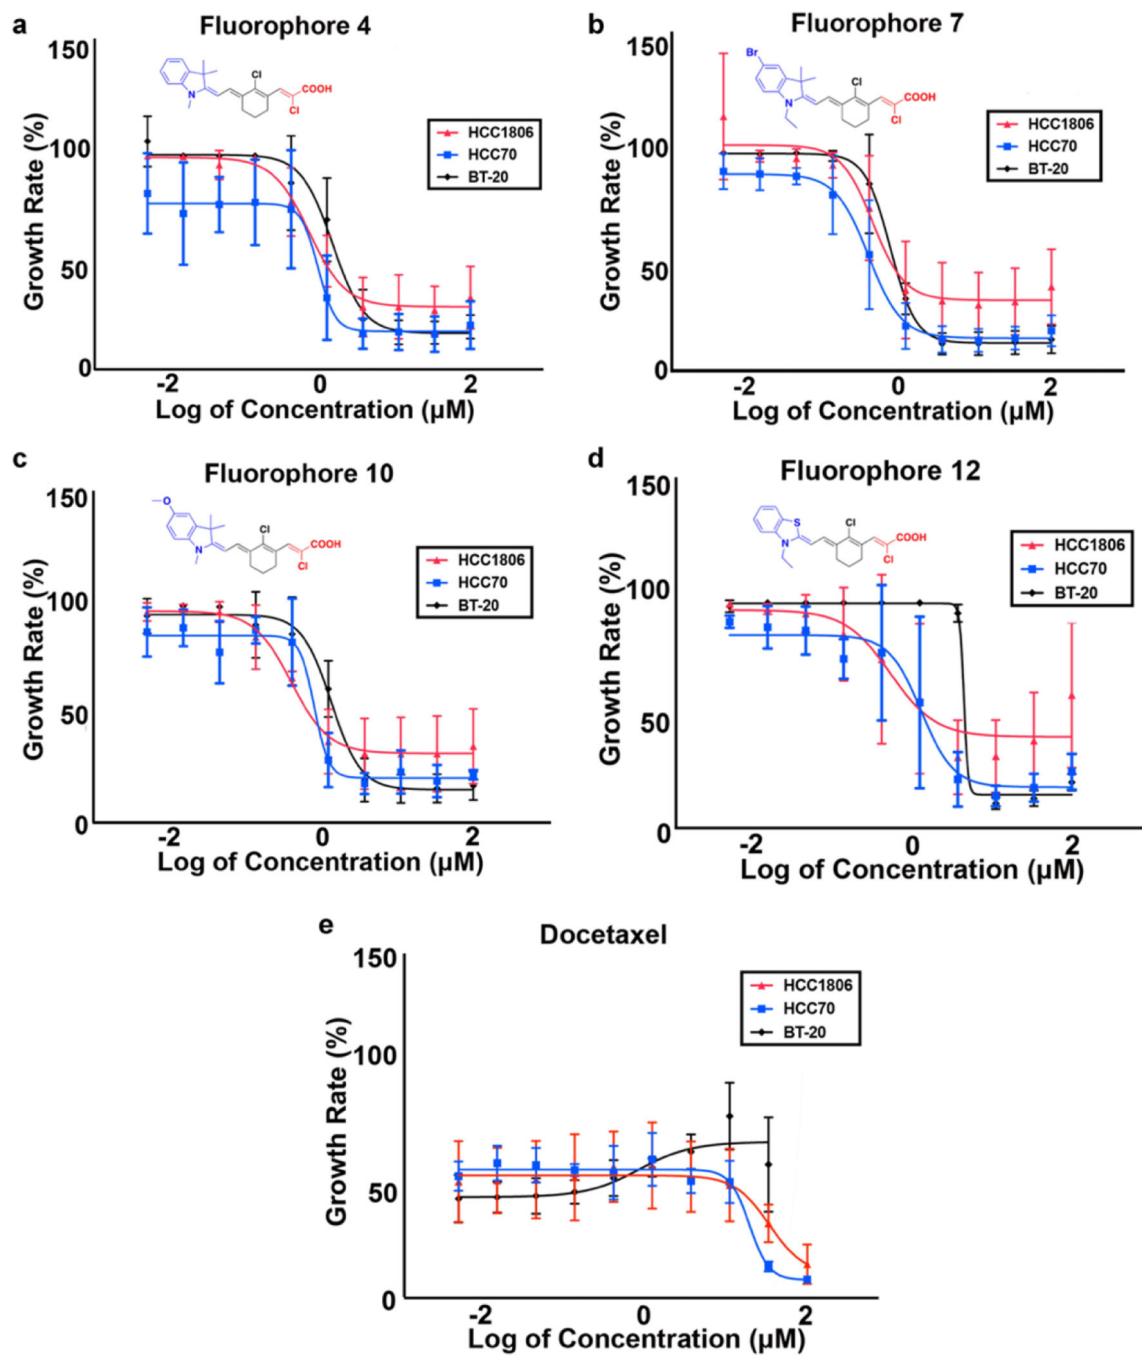 a
Fluorophore 4
150
100
50
0
-2
0
2
Growth Rate (%)
Log of Concentration (µM)
N
Cl
COOH
Cl
HCC1806
HCC70
BT-20
b
Fluorophore 7
150
100
50
0
-2
0
2
Growth Rate (%)
Log of Concentration (µM)
Br
N
Cl
COOH
Cl
HCC1806
HCC70
BT-20
c
Fluorophore 10
150
100
50
0
-2
0
2
Growth Rate (%)
Log of Concentration (µM)
O
N
Cl
COOH
Cl
HCC1806
HCC70
BT-20
d
Fluorophore 12
150
100
50
0
-2
0
2
Growth Rate (%)
Log of Concentration (µM)
S
N
Cl
COOH
Cl
HCC1806
HCC70
BT-20
e
Docetaxel
150
100
50
0
-2
0
2
Growth Rate (%)
Log of Concentration (µM)
HCC1806
HCC70
BT-20